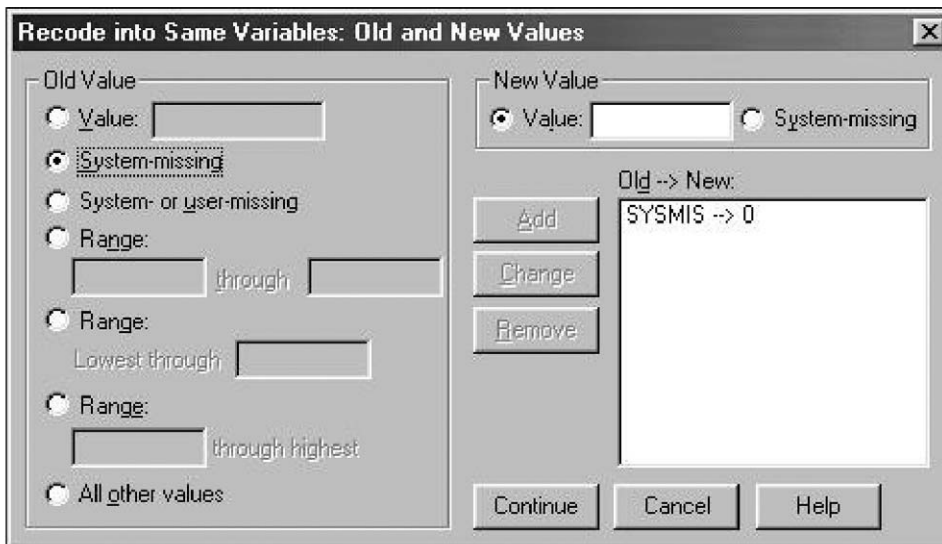 Recode into Same Variables: Old and New Values
Old Value
Value:
System-missing
System- or user-missing
Range:
through
Range:
Lowest through
Range:
through highest
All other values
New Value
Value:
System-missing
Old --> New:
SYSMIS --> 0
Add
Change
Remove
Continue
Cancel
Help